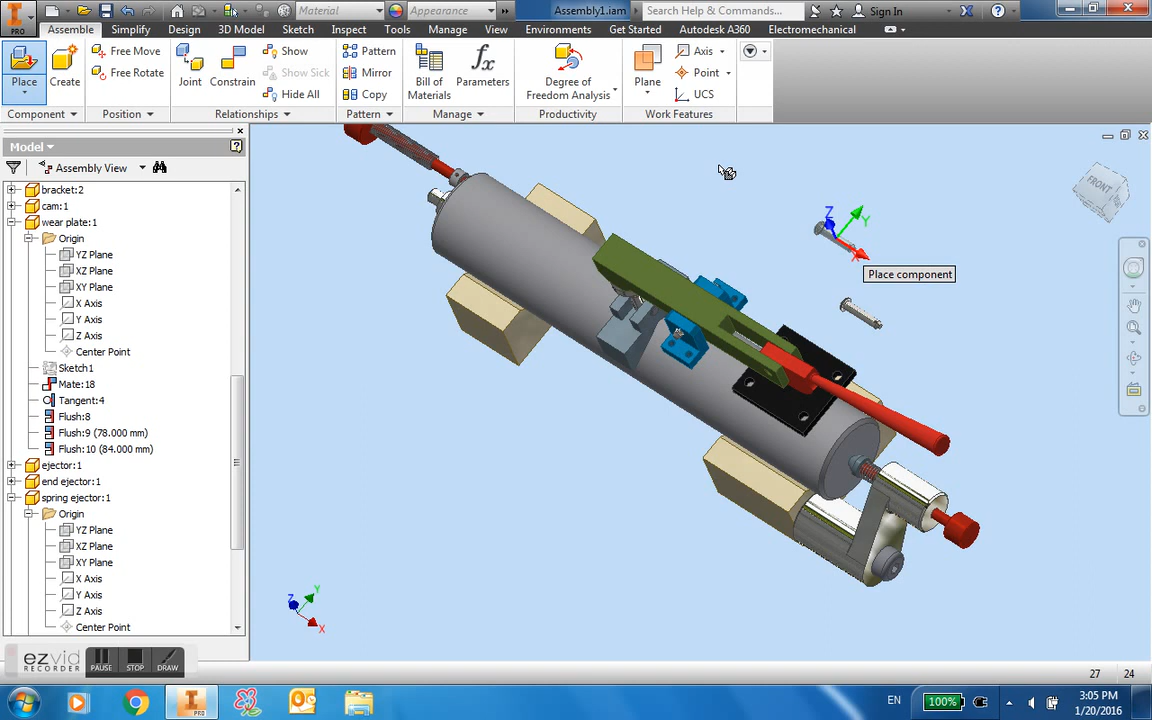 Material
Appearance
Assembly1.iam
Search Help & Commands...
Sign In
PRO
Assemble Simplify Design 3D Model Sketch Inspect Tools Manage View Environments Get Started Autodesk A360 Electromechanical
Place
Create
Free Move
Free Rotate
Joint
Constrain
Show
Show Sick
Hide All
Pattern
Mirror
Copy
Bill of
Materials
Parameters
Degree of
Freedom Analysis
Plane
Axis
Point
UCS
Component Position Relationships Pattern Manage Productivity Work Features
Model
Assembly View
bracket:2
cam:1
wear plate:1
Origin
YZ Plane
XZ Plane
XY Plane
X Axis
Y Axis
Z Axis
Center Point
Sketch1
Mate:18
Tangent:4
Flush:8
Flush:9 (78.000 mm)
Flush:10 (84.000 mm)
ejector:1
end ejector:1
spring ejector:1
Origin
YZ Plane
XZ Plane
XY Plane
X Axis
Y Axis
Z Axis
Center Point
FRONT
Z
Y
X
Place component
Z
Y
X
ezvid
RECORDER
PAUSE
STOP
DRAW
27 24
PRO
EN
100%
3:05 PM
1/20/2016